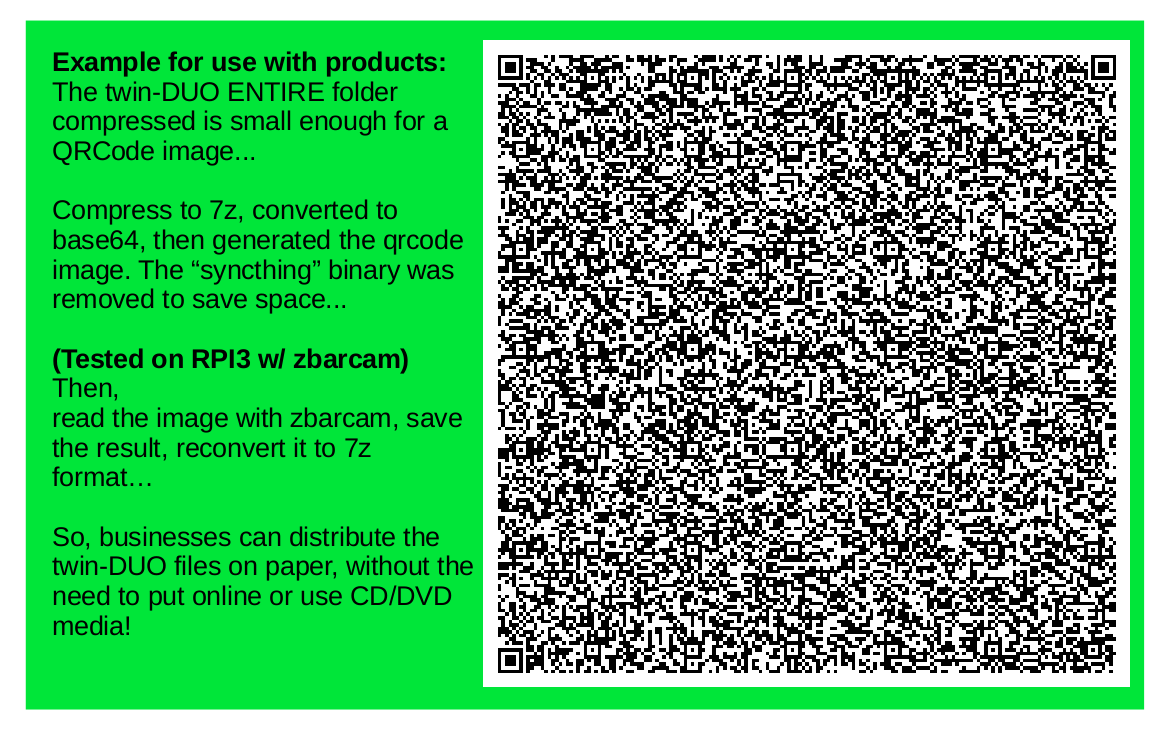 Example for use with products:
The twin-DUO ENTIRE folder
compressed is small enough for a
QRCode image...
Compress to 7z, converted to
base64, then generated the qrcode
image. The “syncthing” binary was
removed to save space...
(Tested on RPI3 w/ zbarcam)
Then,
read the image with zbarcam, save
the result, reconvert it to 7z
format…
So, businesses can distribute the
twin-DUO files on paper, without the
need to put online or use CD/DVD
media!